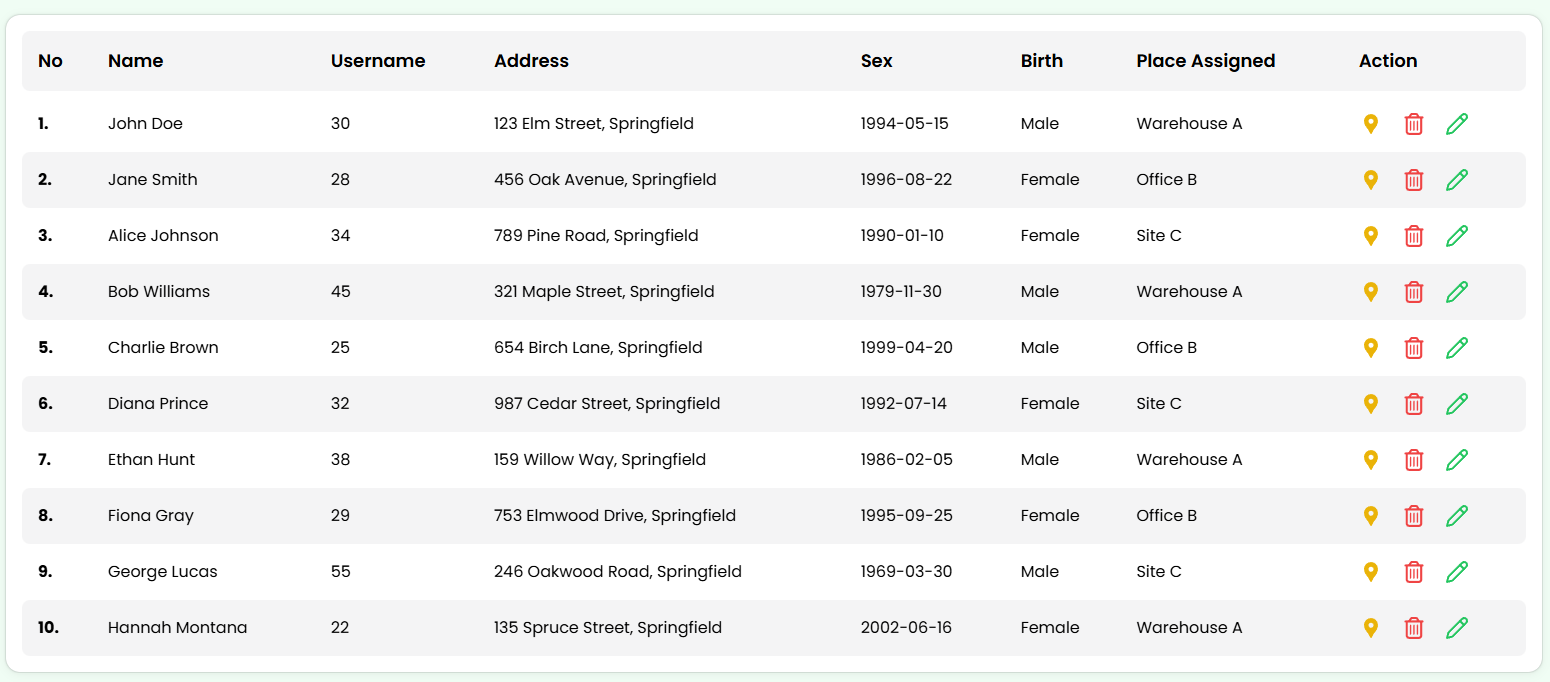 No Name Username Address Sex Birth Place Assigned Action
1. John Doe 30 123 Elm Street, Springfield 1994-05-15 Male Warehouse A
2. Jane Smith 28 456 Oak Avenue, Springfield 1996-08-22 Female Office B
3. Alice Johnson 34 789 Pine Road, Springfield 1990-01-10 Female Site C
4. Bob Williams 45 321 Maple Street, Springfield 1979-11-30 Male Warehouse A
5. Charlie Brown 25 654 Birch Lane, Springfield 1999-04-20 Male Office B
6. Diana Prince 32 987 Cedar Street, Springfield 1992-07-14 Female Site C
7. Ethan Hunt 38 159 Willow Way, Springfield 1986-02-05 Male Warehouse A
8. Fiona Gray 29 753 Elmwood Drive, Springfield 1995-09-25 Female Office B
9. George Lucas 55 246 Oakwood Road, Springfield 1969-03-30 Male Site C
10. Hannah Montana 22 135 Spruce Street, Springfield 2002-06-16 Female Warehouse A